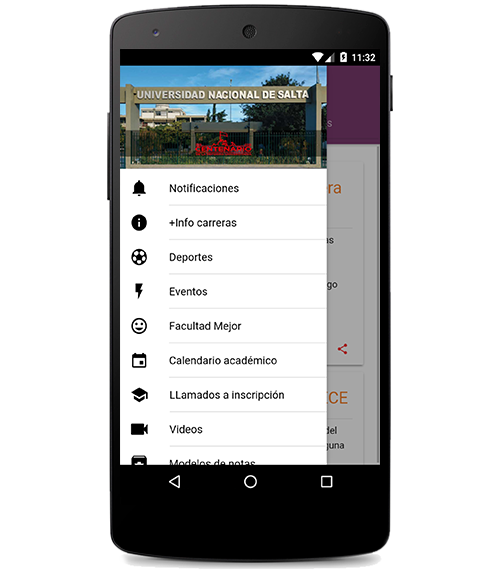 11:32
UNIVERSIDAD NACIONAL DE SALTA
s
Notificaciones
ra
+Info carreras
as
Deportes
Eventos
go
Facultad Mejor
Calendario académico
LLamados a inscripción
CE
Videos
del
guna
Modelos de notas